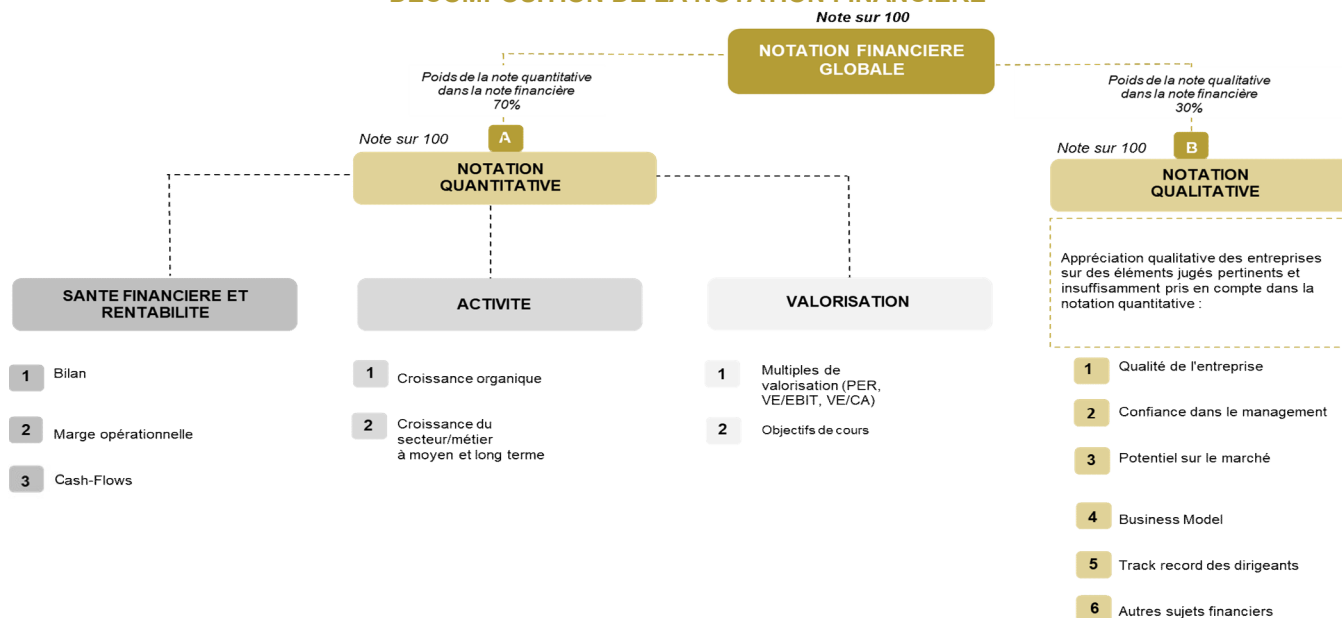 DECOMPOSITION DE LA NOTATION FINANCIERE
Note sur 100
NOTATION FINANCIERE
GLOBALE
Poids de la note quantitative
dans la note financière
70%
Poids de la note qualitative
dans la note financière
30%
Note sur 100
A
NOTATION
QUANTITATIVE
Note sur 100
B
NOTATION
QUALITATIVE
SANTE FINANCIERE ET
RENTABILITE
1 Bilan
2 Marge opérationnelle
3 Cash-Flows
ACTIVITE
1 Croissance organique
2 Croissance du
secteur/métier
à moyen et long terme
VALORISATION
1 Multiples de
valorisation (PER,
VE/EBIT, VE/CA)
2 Objectifs de cours
Appréciation qualitative des entreprises
sur des éléments jugés pertinents et
insuffisamment pris en compte dans la
notation quantitative :
1 Qualité de l'entreprise
2 Confiance dans le management
3 Potentiel sur le marché
4 Business Model
5 Track record des dirigeants
6 Autres sujets financiers